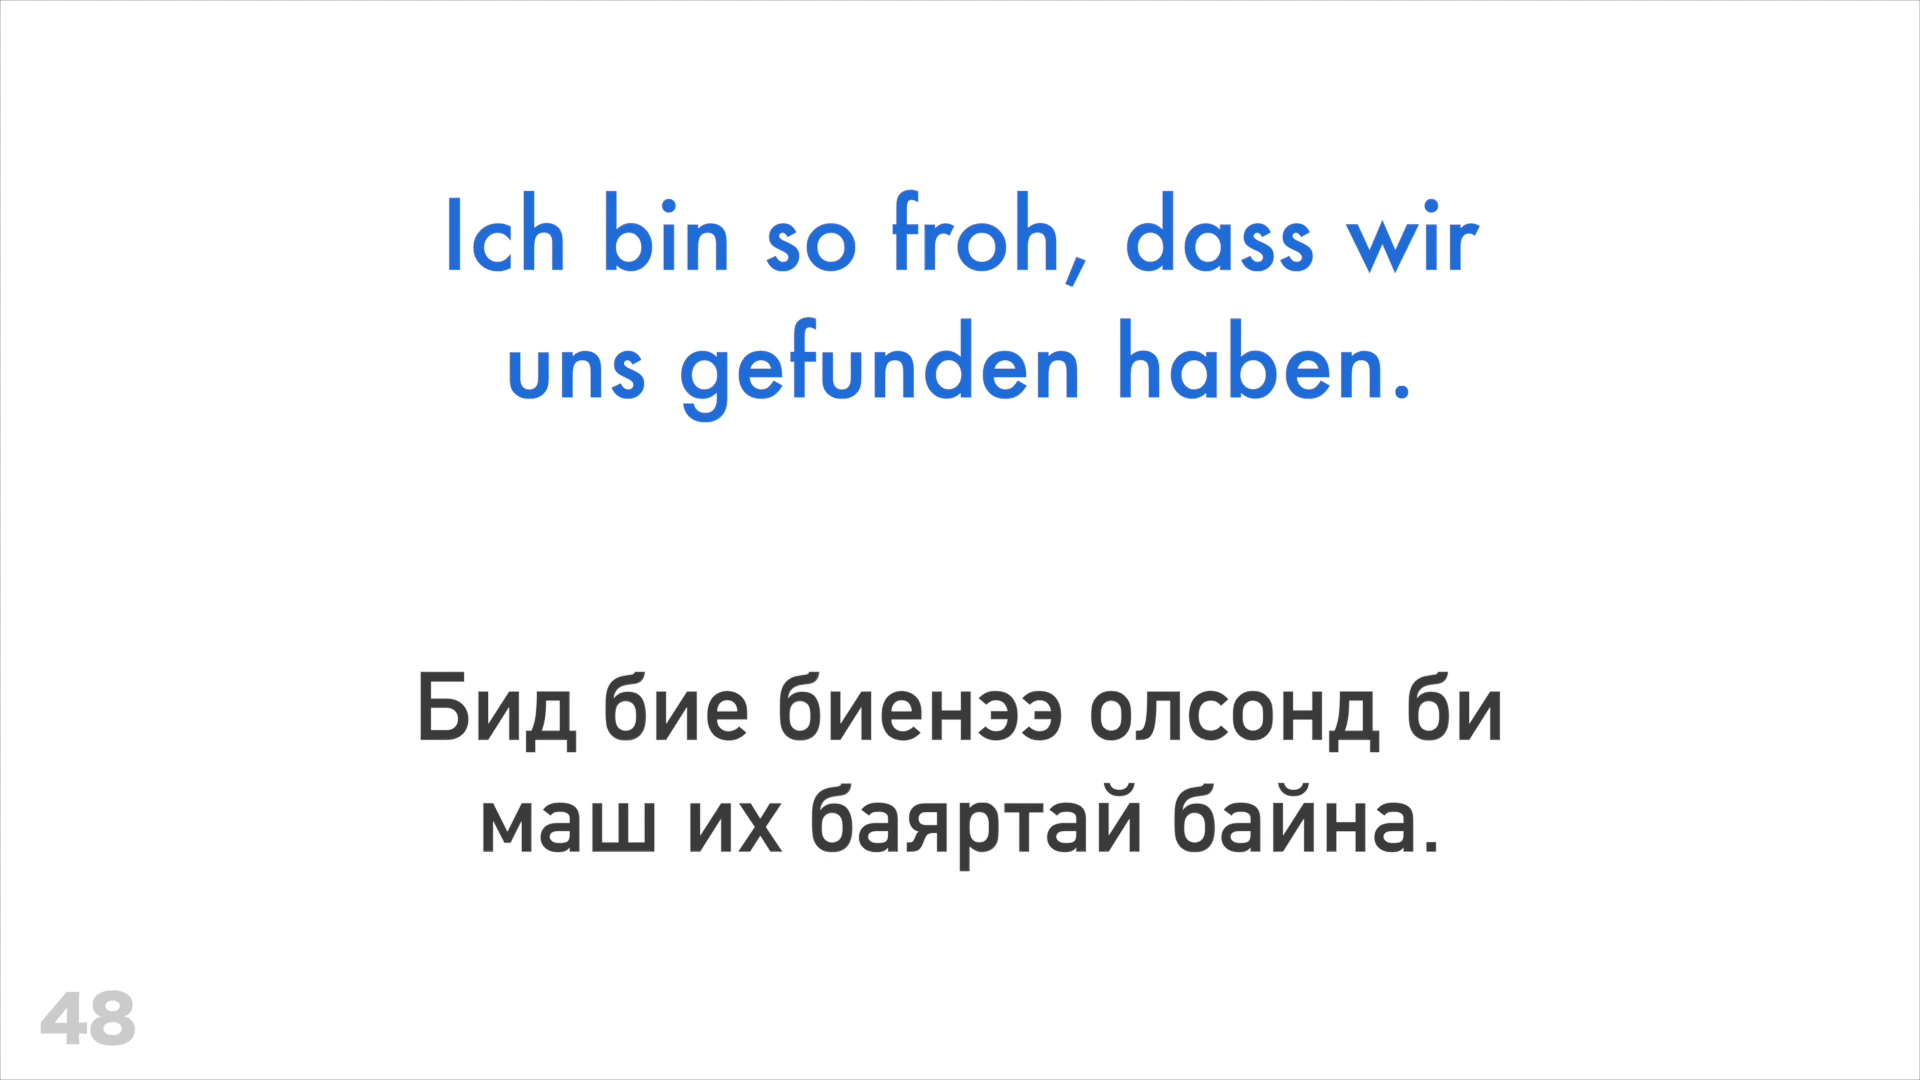 Ich bin so froh, dass wir
uns gefunden haben.
Бид бие биенээ олсонд би
маш их баяртай байна.
48